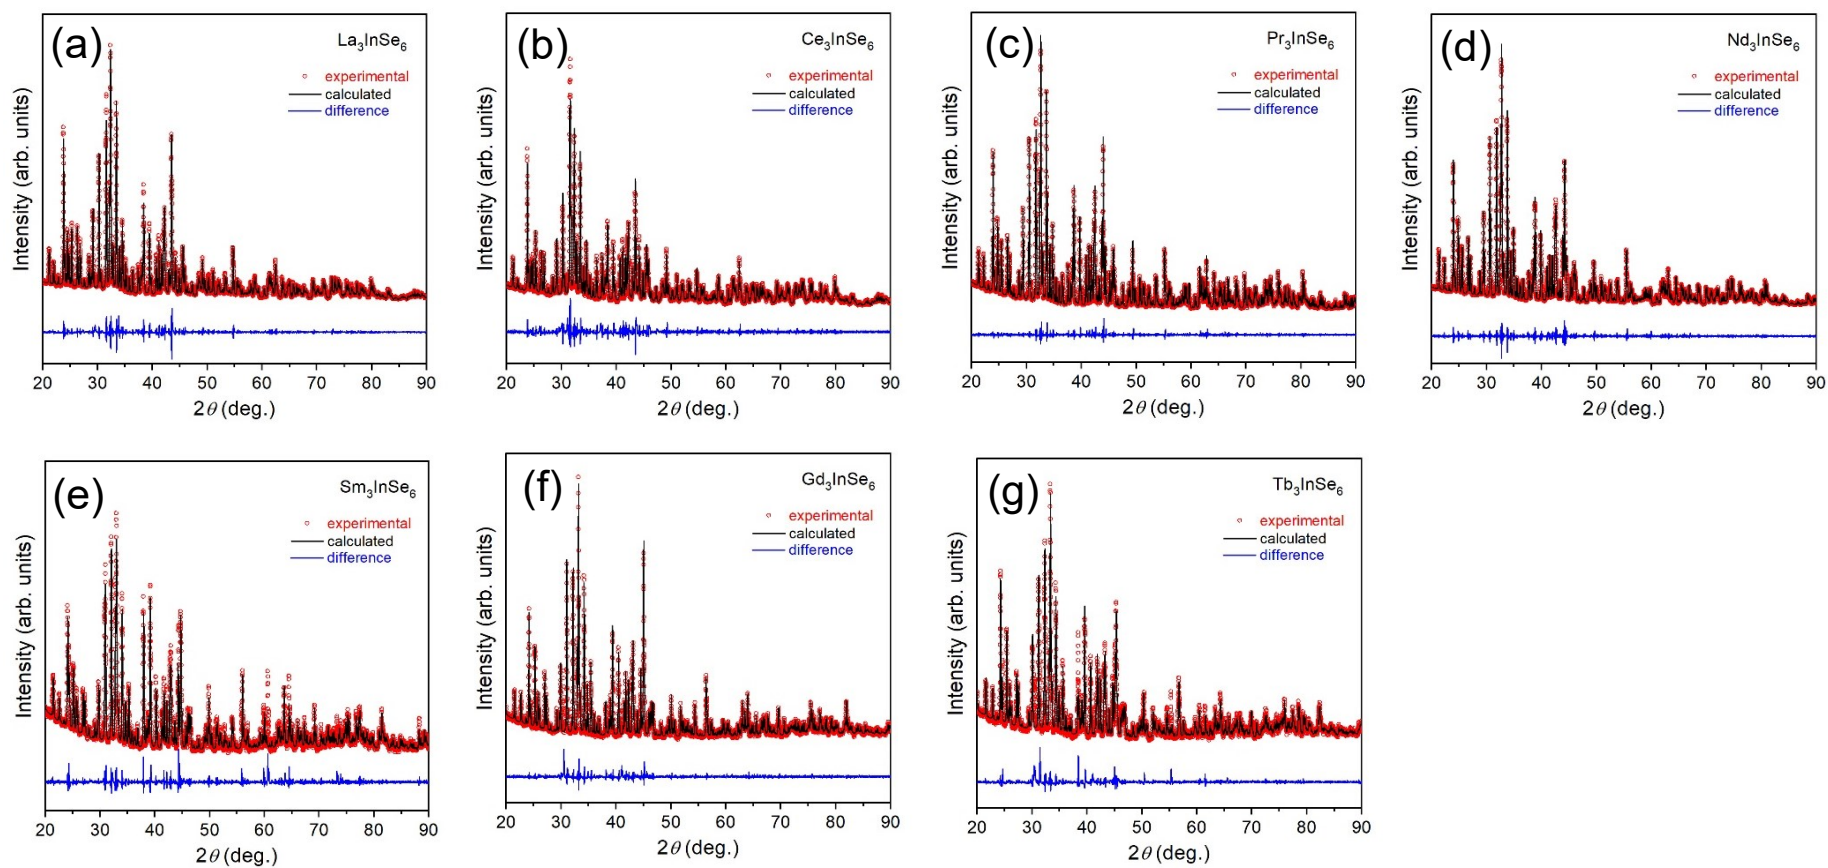 (a)
La₃InSe₆
experimental
calculated
difference
Intensity (arb. units)
20 30 40 50 60 70 80 90
2θ (deg.)
(b)
Ce₃InSe₆
experimental
calculated
difference
Intensity (arb. units)
20 30 40 50 60 70 80 90
2θ (deg.)
(c)
Pr₃InSe₆
experimental
calculated
difference
Intensity (arb. units)
20 30 40 50 60 70 80 90
2θ (deg.)
(d)
Nd₃InSe₆
experimental
calculated
difference
Intensity (arb. units)
20 30 40 50 60 70 80 90
2θ (deg.)
(e)
Sm₃InSe₆
experimental
calculated
difference
Intensity (arb. units)
20 30 40 50 60 70 80 90
2θ (deg.)
(f)
Gd₃InSe₆
experimental
calculated
difference
Intensity (arb. units)
20 30 40 50 60 70 80 90
2θ (deg.)
(g)
Tb₃InSe₆
experimental
calculated
difference
Intensity (arb. units)
20 30 40 50 60 70 80 90
2θ (deg.)